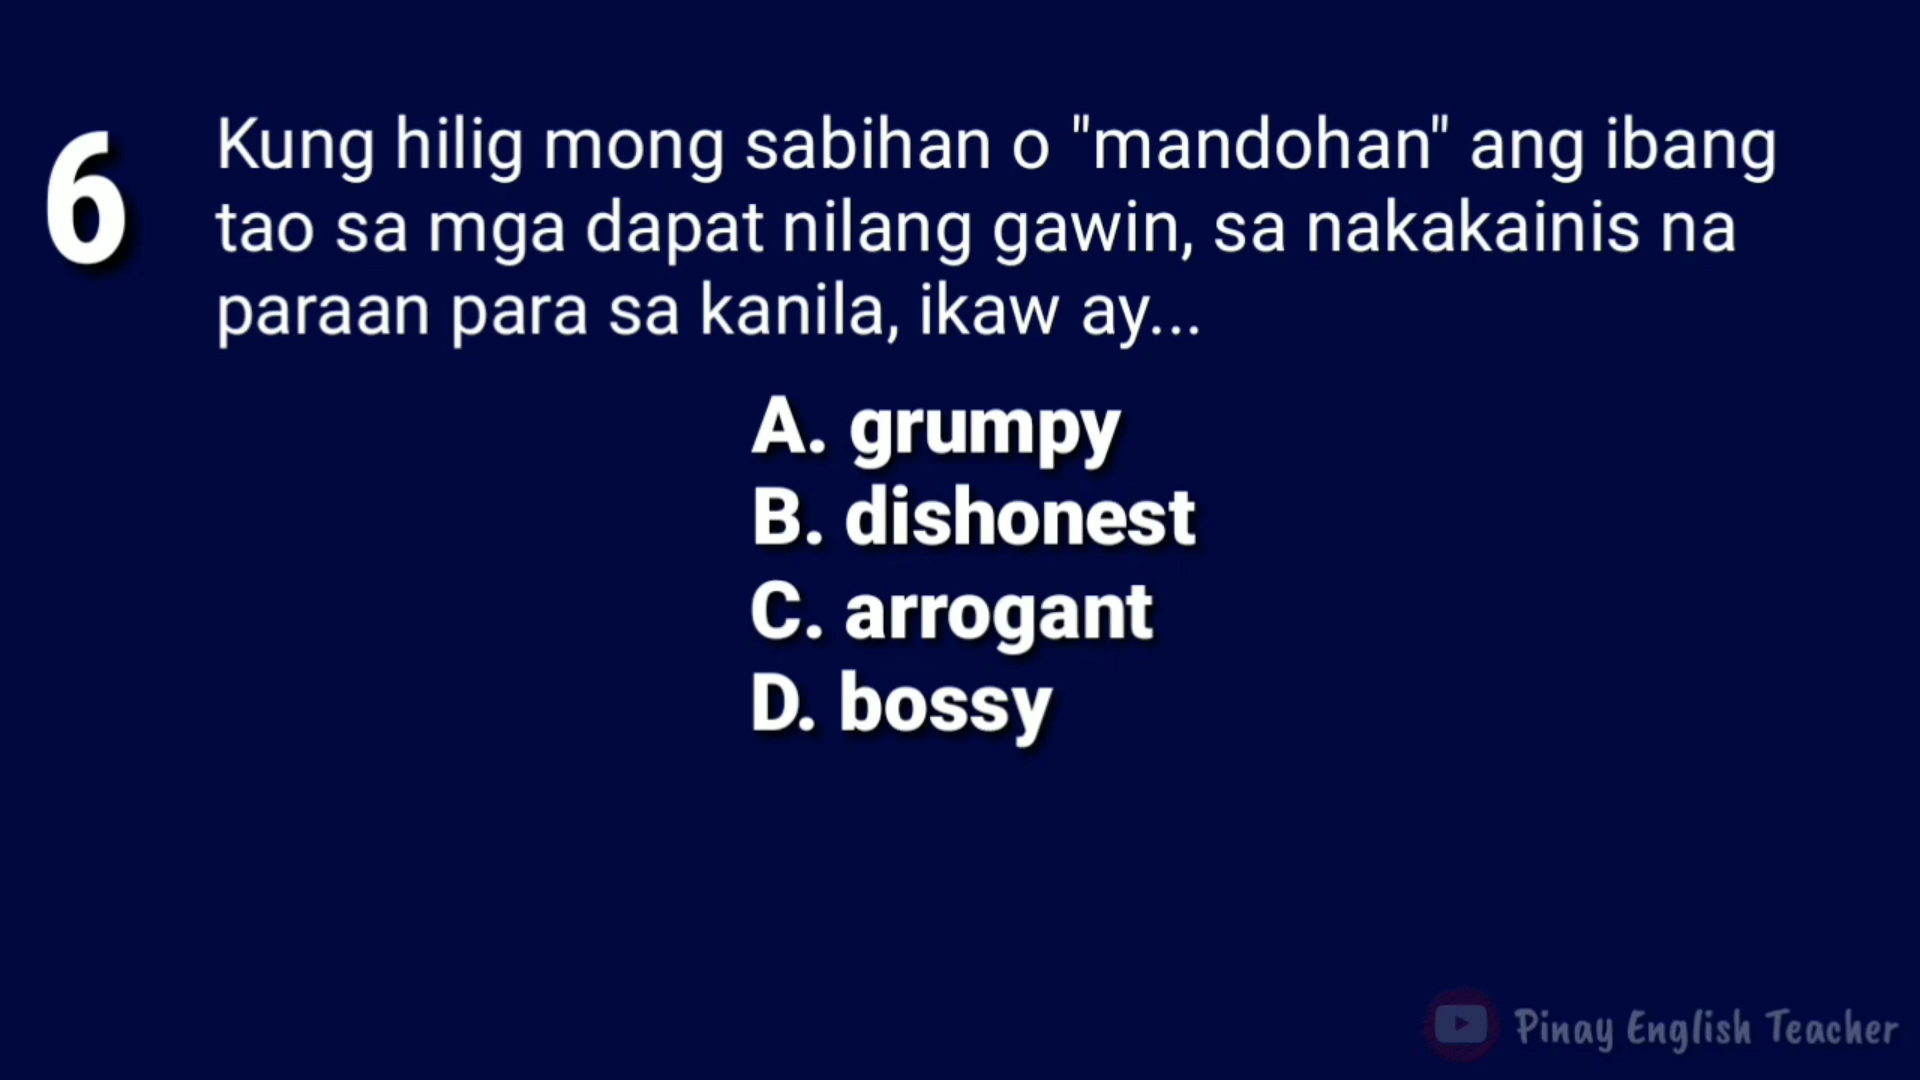 6
Kung hilig mong sabihan o "mandohan" ang ibang
tao sa mga dapat nilang gawin, sa nakakainis na
paraan para sa kanila, ikaw ay...
A. grumpy
B. dishonest
C. arrogant
D. bossy
Pinay English Teacher